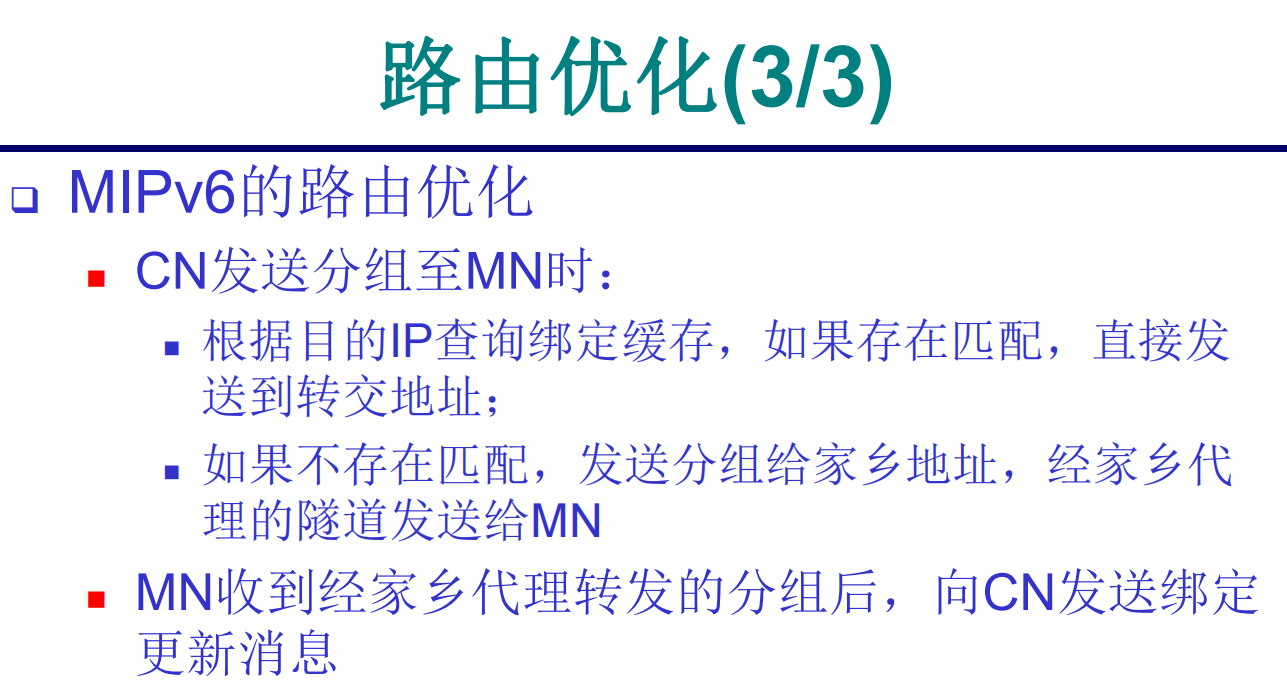 路由优化(3/3)
MIPv6的路由优化
CN发送分组至MN时：
根据目的IP查询绑定缓存，如果存在匹配，直接发
送到转交地址；
如果不存在匹配，发送分组给家乡地址，经家乡代
理的隧道发送给MN
MN收到经家乡代理转发的分组后，向CN发送绑定
更新消息